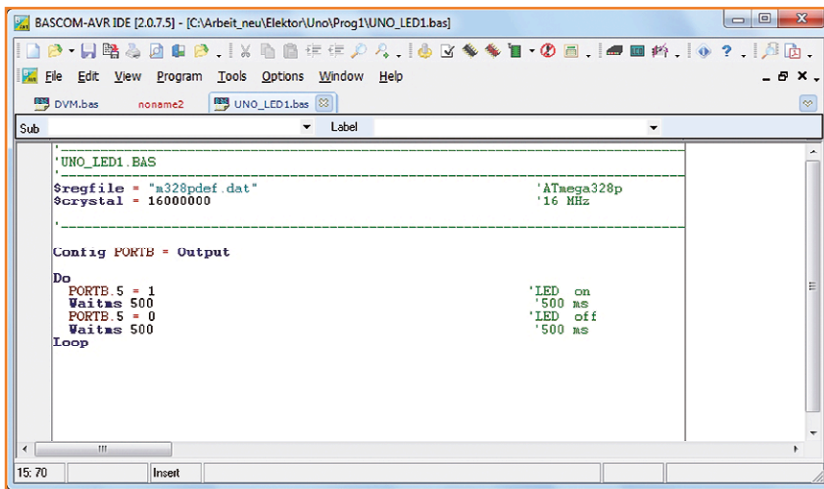 BASCOM-AVR IDE [2.0.7.5] - [C:\Arbeit_neu\Elektor\Uno\Prog1\UNO_LED1.bas]
File Edit View Program Tools Options Window Help
DVM.bas noname2 UNO_LED1.bas
Sub Label
'------------------------------------------------
'UNO_LED1.BAS
'------------------------------------------------
$regfile = "m328pdef.dat" 'ATmega328p
$crystal = 16000000 '16 MHz
'------------------------------------------------
Config PORTB = Output
Do
PORTB.5 = 1 'LED on
Waitms 500 '500 ms
PORTB.5 = 0 'LED off
Waitms 500 '500 ms
Loop
15: 70 Insert